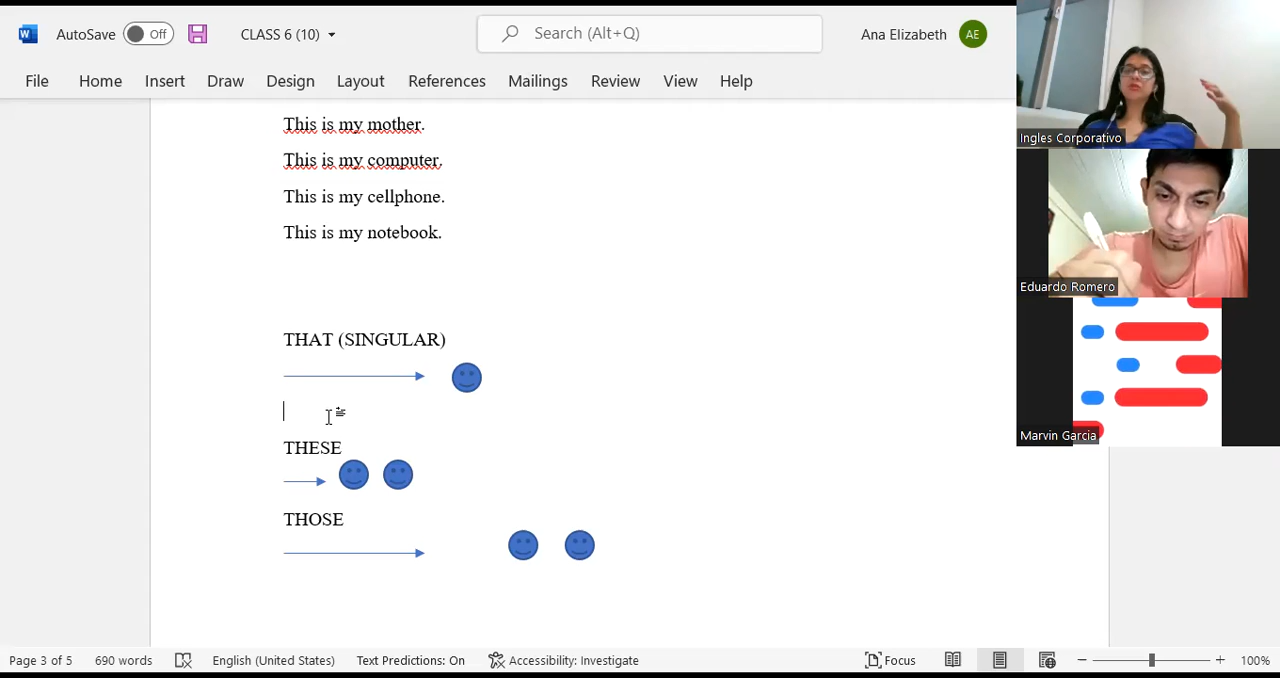 AutoSave Off CLASS 6 (10) Search (Alt+Q) Ana Elizabeth AE
File Home Insert Draw Design Layout References Mailings Review View Help
This is my mother.
This is my computer.
This is my cellphone.
This is my notebook.
THAT (SINGULAR)
THESE
THOSE
Ingles Corporativo
Eduardo Romero
Marvin Garcia
Page 3 of 5 690 words English (United States) Text Predictions: On Accessibility: Investigate Focus 100%